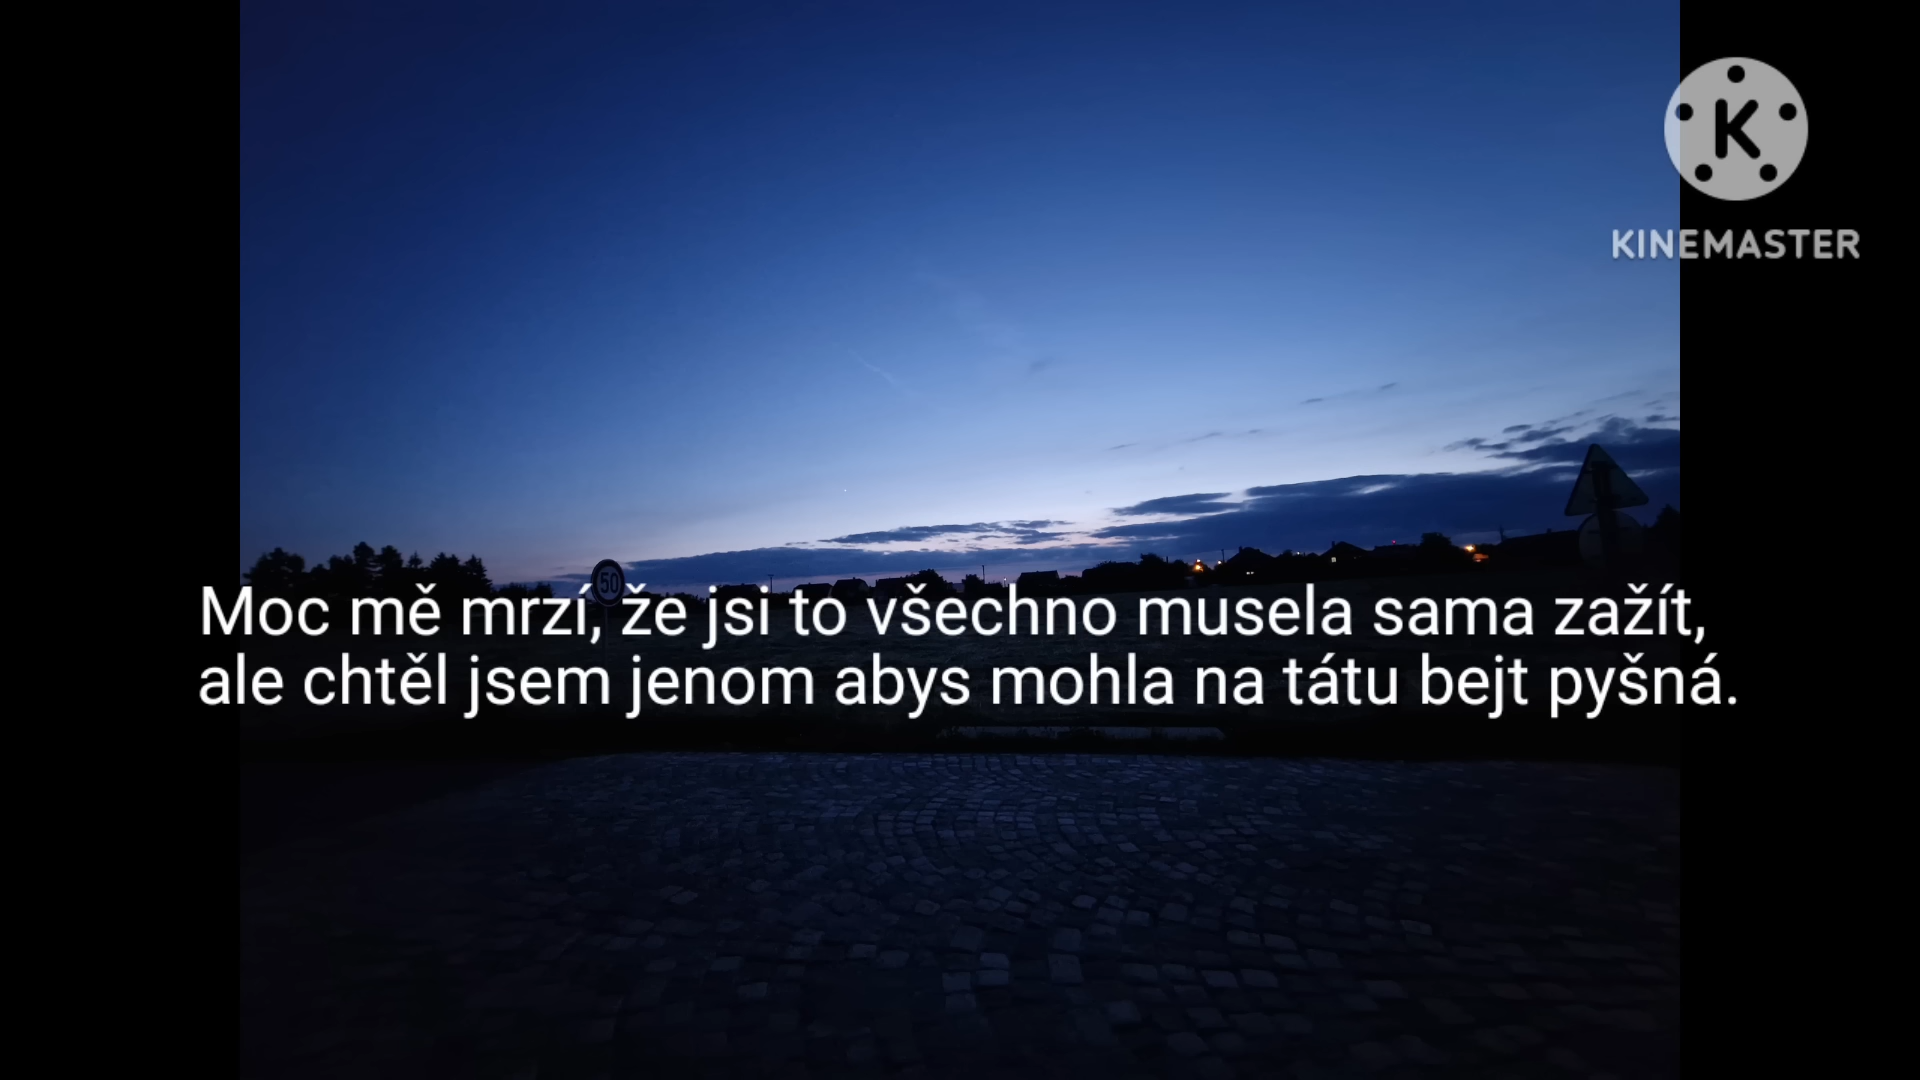 K
KINEMASTER
50
Moc mě mrzí, že jsi to všechno musela sama zažít,
ale chtěl jsem jenom abys mohla na tátu bejt pyšná.